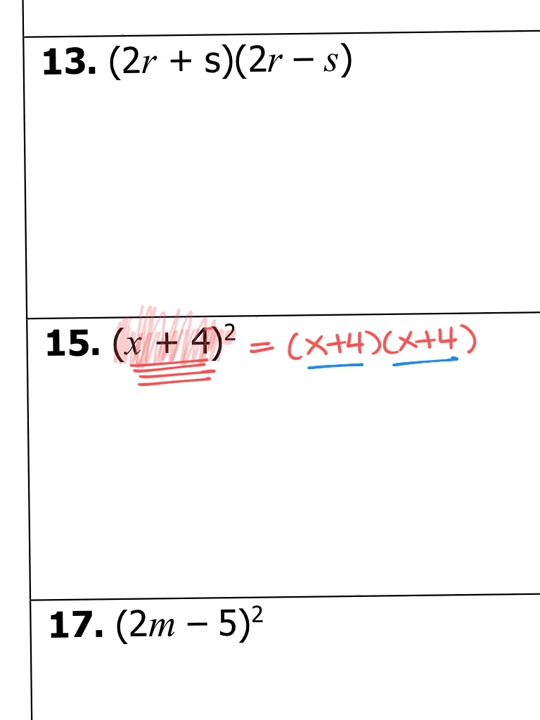 13. (2r + s)(2r − s)
15. (x + 4)² = (x+4)(x+4)
17. (2m − 5)²